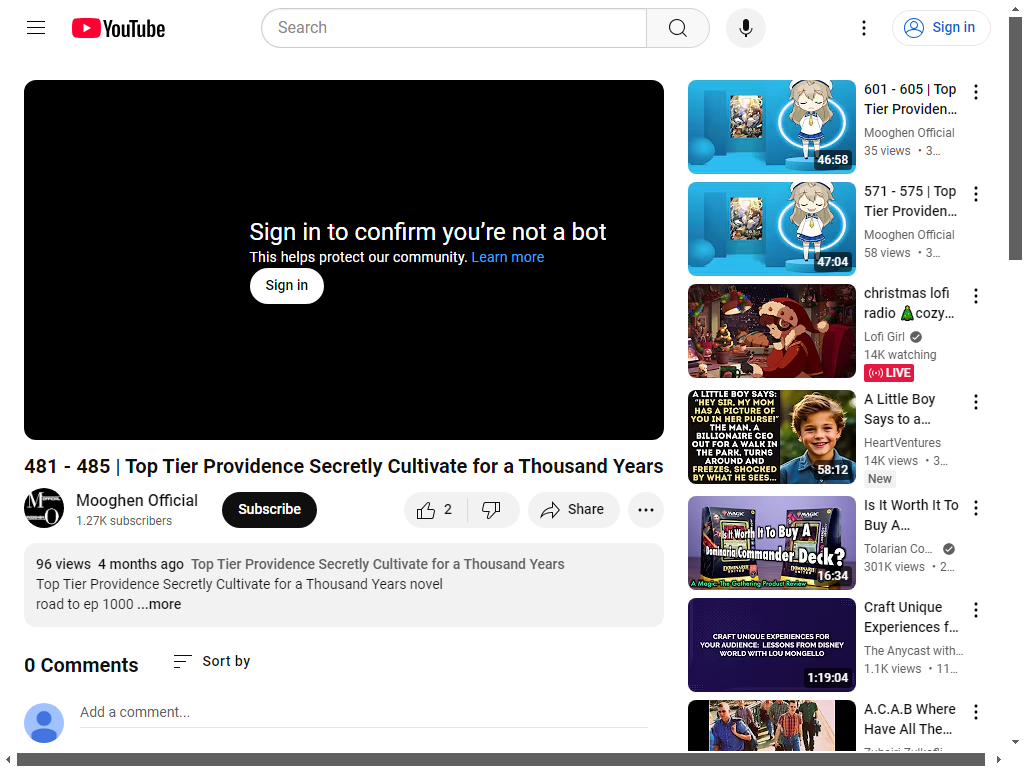 YouTube
Search
Sign in
Sign in to confirm you’re not a bot
This helps protect our community. Learn more
Sign in
481 - 485 | Top Tier Providence Secretly Cultivate for a Thousand Years
Mooghen Official
1.27K subscribers
Subscribe
2
Share
96 views 4 months ago Top Tier Providence Secretly Cultivate for a Thousand Years
Top Tier Providence Secretly Cultivate for a Thousand Years novel
road to ep 1000 ...more
0 Comments
Sort by
Add a comment...
46:58
601 - 605 | Top
Tier Providen...
Mooghen Official
35 views • 3...
47:04
571 - 575 | Top
Tier Providen...
Mooghen Official
58 views • 3...
christmas lofi
radio 🎄cozy...
Lofi Girl
14K watching
LIVE
A LITTLE BOY SAYS:
"HEY SIR, MY MOM
HAS A PICTURE OF
YOU IN HER PURSE!"
THE MAN, A
BILLIONAIRE CEO
OUT FOR A WALK IN
THE PARK, TURNS
AROUND AND
FREEZES, SHOCKED
BY WHAT HE SEES...
58:12
A Little Boy
Says to a...
HeartVentures
14K views • 3...
New
MAGIC
MAGIC
Is It Worth It To Buy A
Dominaria Commander Deck?
A Magic: The Gathering Product Review
16:34
Is It Worth It To
Buy A...
Tolarian Co...
301K views • 2...
CRAFT UNIQUE EXPERIENCES FOR
YOUR AUDIENCE: LESSONS FROM DISNEY
WORLD WITH LOU MONGELLO
1:19:04
Craft Unique
Experiences f...
The Anycast with...
1.1K views • 11...
A.C.A.B Where
Have All The...